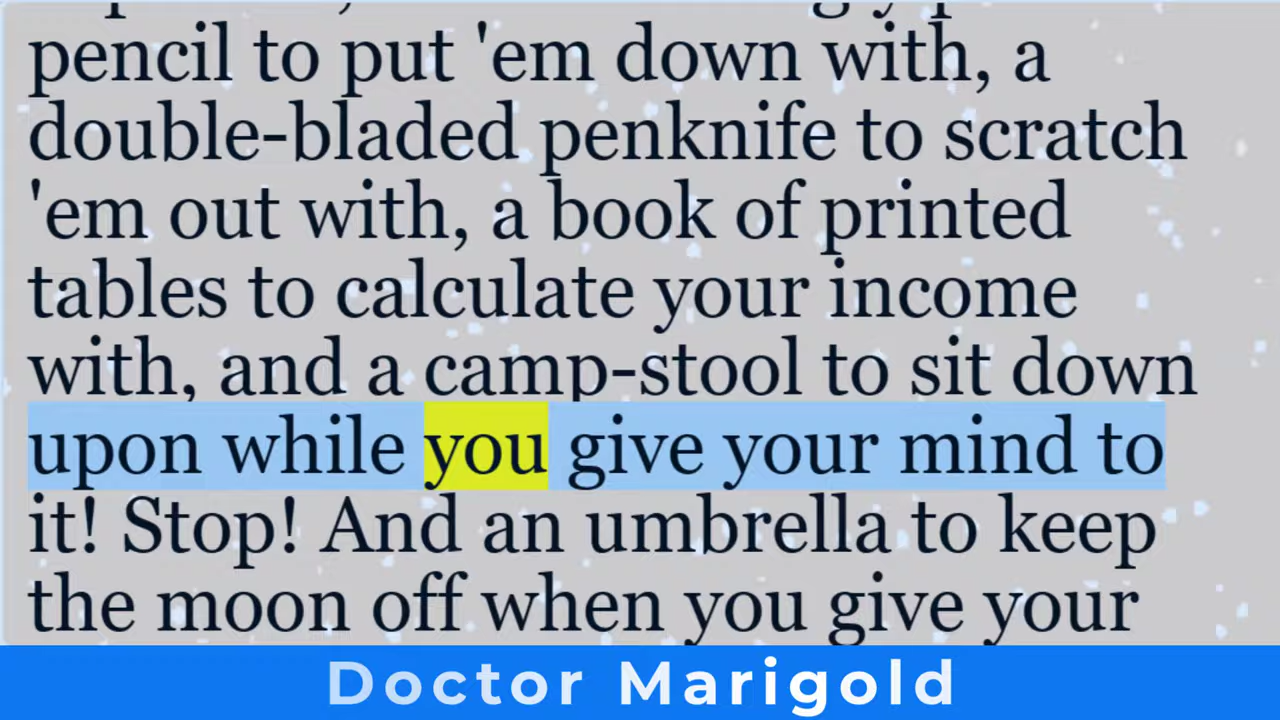 pencil to put 'em down with, a
double-bladed penknife to scratch
'em out with, a book of printed
tables to calculate your income
with, and a camp-stool to sit down
upon while you give your mind to
it! Stop! And an umbrella to keep
the moon off when you give your
Doctor Marigold